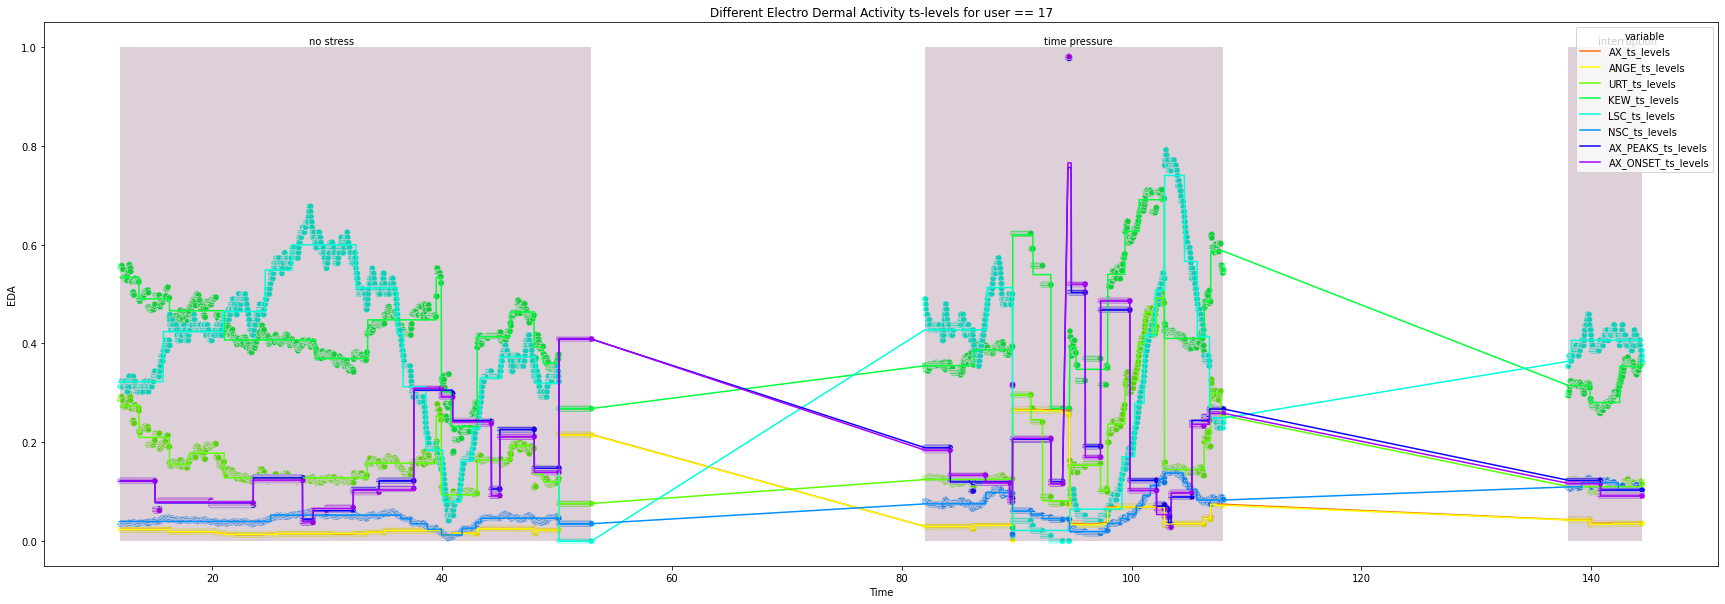 Different Electro Dermal Activity ts-levels for user == 17
no stress
time pressure
interruption
variable
AX_ts_levels
ANGE_ts_levels
URT_ts_levels
KEW_ts_levels
LSC_ts_levels
NSC_ts_levels
AX_PEAKS_ts_levels
AX_ONSET_ts_levels
1.0
0.8
0.6
0.4
0.2
0.0
EDA
20
40
60
80
100
120
140
Time